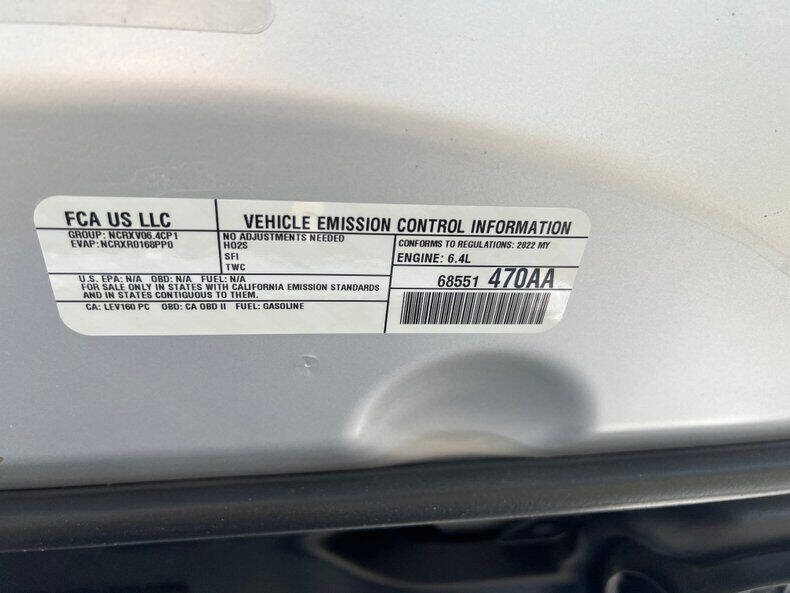 FCA US LLC
VEHICLE EMISSION CONTROL INFORMATION
GROUP: NCRXV06.4CP1
EVAP: NCRXR0168PP0
NO ADJUSTMENTS NEEDED
HO2S
SFI
TWC
CONFORMS TO REGULATIONS: 2022 MY
ENGINE: 6.4L
U.S. EPA: N/A OBD: N/A FUEL: N/A
FOR SALE ONLY IN STATES WITH CALIFORNIA EMISSION STANDARDS
AND IN STATES CONTIGUOUS TO THEM.
68551 470AA
CA: LEV160 PC OBD: CA OBD II FUEL: GASOLINE